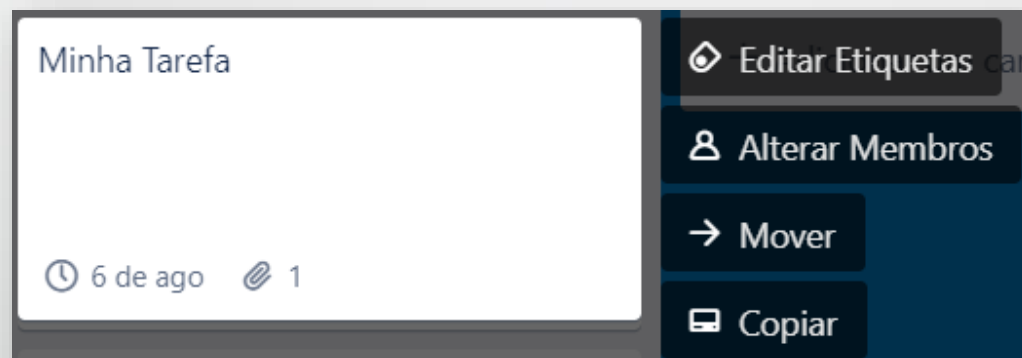 Minha Tarefa
6 de ago 1
Editar Etiquetas
Alterar Membros
Mover
Copiar